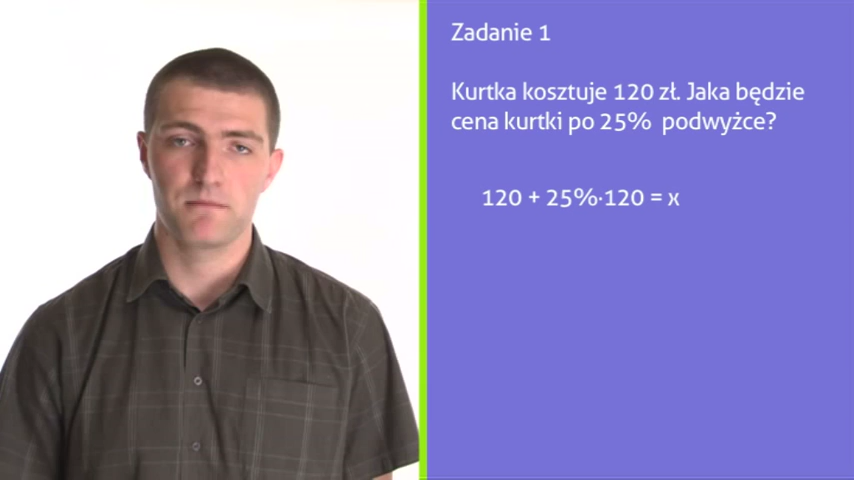 Zadanie 1
Kurtka kosztuje 120 zł. Jaka będzie
cena kurtki po 25% podwyżce?
120 + 25%·120 = x